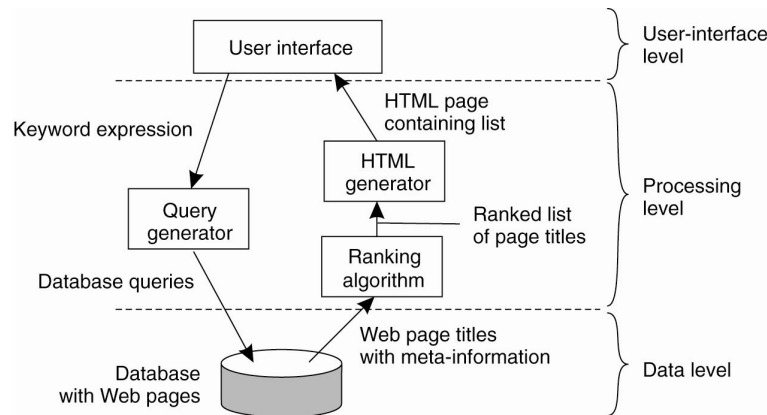 User interface
User-interface
level
Keyword expression
HTML page
containing list
HTML
generator
Processing
level
Query
generator
Ranked list
of page titles
Ranking
algorithm
Database queries
Web page titles
with meta-information
Database
with Web pages
Data level